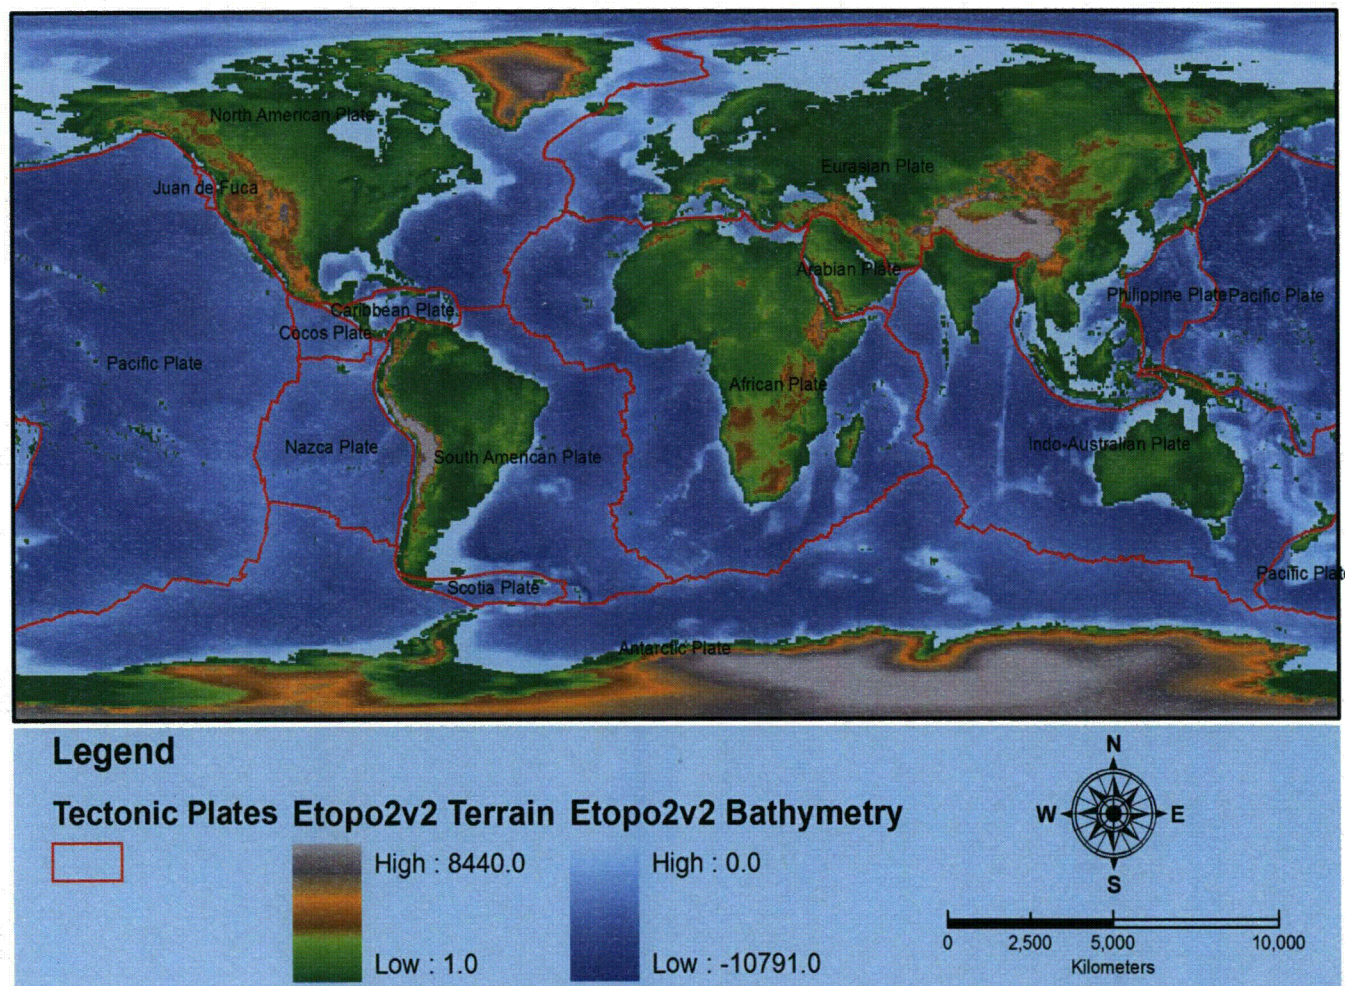 North American Plate
Eurasian Plate
Juan de Fuca
Arabian Plate
Philippine Plate
Pacific Plate
Caribbean Plate
Cocos Plate
Pacific Plate
African Plate
Nazca Plate
South American Plate
Indo-Australian Plate
Pacific Plat
Scotia Plate
Antarctic Plate
Legend
Tectonic Plates
Etopo2v2 Terrain
High : 8440.0
Low : 1.0
Etopo2v2 Bathymetry
High : 0.0
Low : -10791.0
N
W
E
S
0
2,500
5,000
10,000
Kilometers